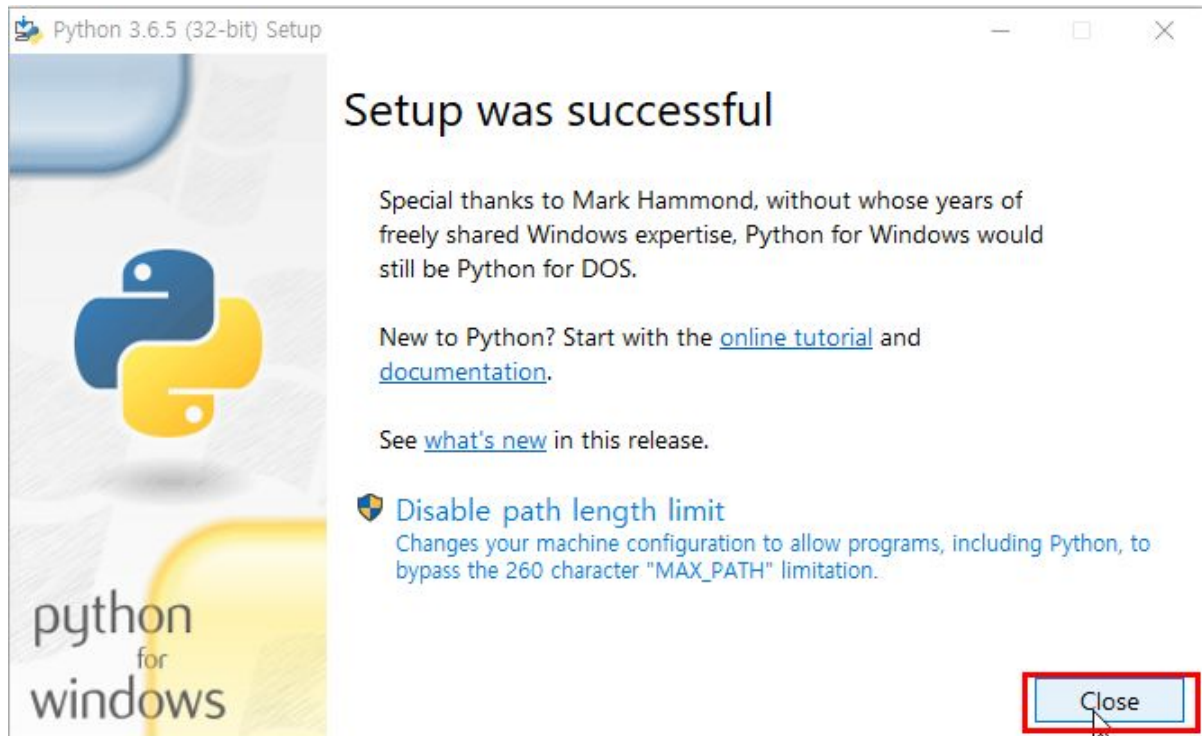 Python 3.6.5 (32-bit) Setup
Setup was successful
Special thanks to Mark Hammond, without whose years of
freely shared Windows expertise, Python for Windows would
still be Python for DOS.
New to Python? Start with the online tutorial and
documentation.
See what's new in this release.
Disable path length limit
Changes your machine configuration to allow programs, including Python, to
bypass the 260 character "MAX_PATH" limitation.
python
for
windows
Close